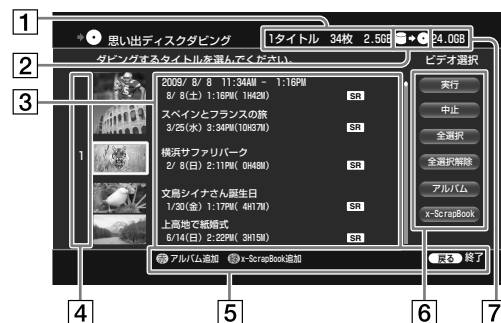 1
思い出ディスクダビング 1タイトル 34枚 2.5GB 24.0GB
2
ダビングするタイトルを選んでください。 ビデオ選択
3
2009/ 8/ 8 11:34AM - 1:16PM
8/ 8(土) 1:16PM( 1H42M) SR
スペインとフランスの旅
3/25(水) 3:34PM(10H37M) SR
横浜サファリパーク
2/ 8(日) 2:11PM( 0H48M) SR
文鳥シイナさん誕生日
1/30(金) 1:17PM( 4H17M) SR
上高地で紙婚式
6/14(日) 2:22PM( 3H15M) SR
1
実行
中止
全選択
全選択解除
アルバム
x-ScrapBook
赤 アルバム追加 緑 x-ScrapBook追加 戻る 終了
4 5 6 7